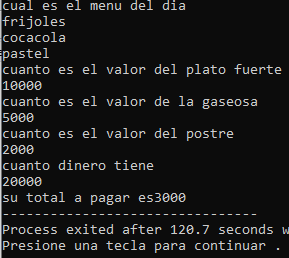 cual es el menu del dia
frijoles
cocacola
pastel
cuanto es el valor del plato fuerte
10000
cuanto es el valor de la gaseosa
5000
cuanto es el valor del postre
2000
cuanto dinero tiene
20000
su total a pagar es3000
--------------------------------
Process exited after 120.7 seconds w
Presione una tecla para continuar .